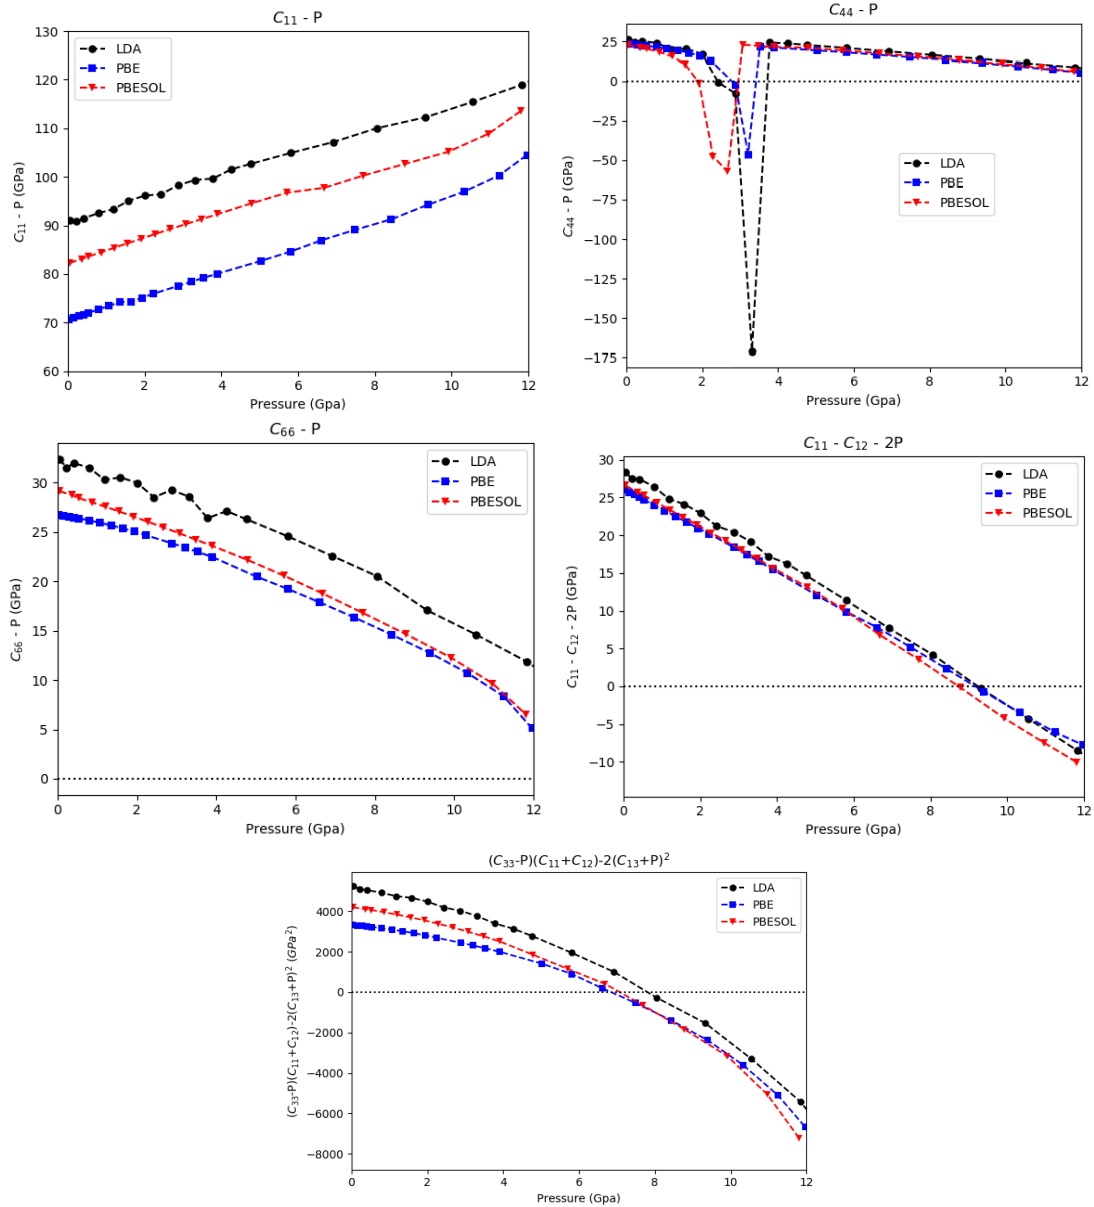 C₁₁ - P
130
120
110
100
90
80
70
60
C₁₁ - P (GPa)
LDA
PBE
PBESOL
0 2 4 6 8 10 12
Pressure (Gpa)
C₄₄ - P
25
0
−25
−50
−75
−100
−125
−150
−175
C₄₄ - P (GPa)
LDA
PBE
PBESOL
0 2 4 6 8 10 12
Pressure (Gpa)
C₆₆ - P
30
25
20
15
10
5
0
C₆₆ - P (GPa)
LDA
PBE
PBESOL
0 2 4 6 8 10 12
Pressure (Gpa)
C₁₁ - C₁₂ - 2P
30
25
20
15
10
5
0
−5
−10
C₁₁ - C₁₂ - 2P (GPa)
LDA
PBE
PBESOL
0 2 4 6 8 10 12
Pressure (Gpa)
(C₃₃-P)(C₁₁+C₁₂)-2(C₁₃+P)²
4000
2000
0
−2000
−4000
−6000
−8000
(C₃₃-P)(C₁₁+C₁₂)-2(C₁₃+P)² (GPa²)
LDA
PBE
PBESOL
0 2 4 6 8 10 12
Pressure (Gpa)